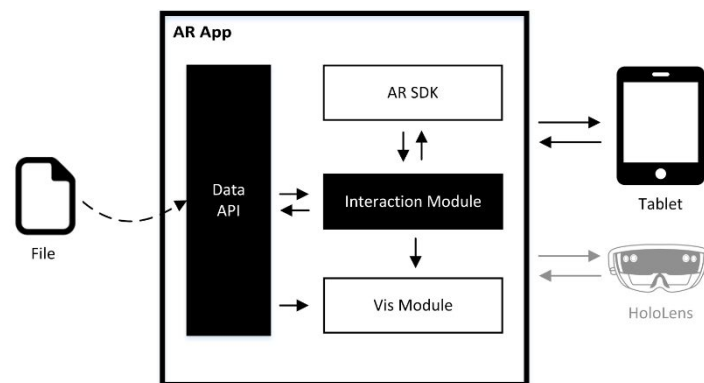 AR App
AR SDK
Data
API
Interaction Module
Vis Module
File
Tablet
HoloLens